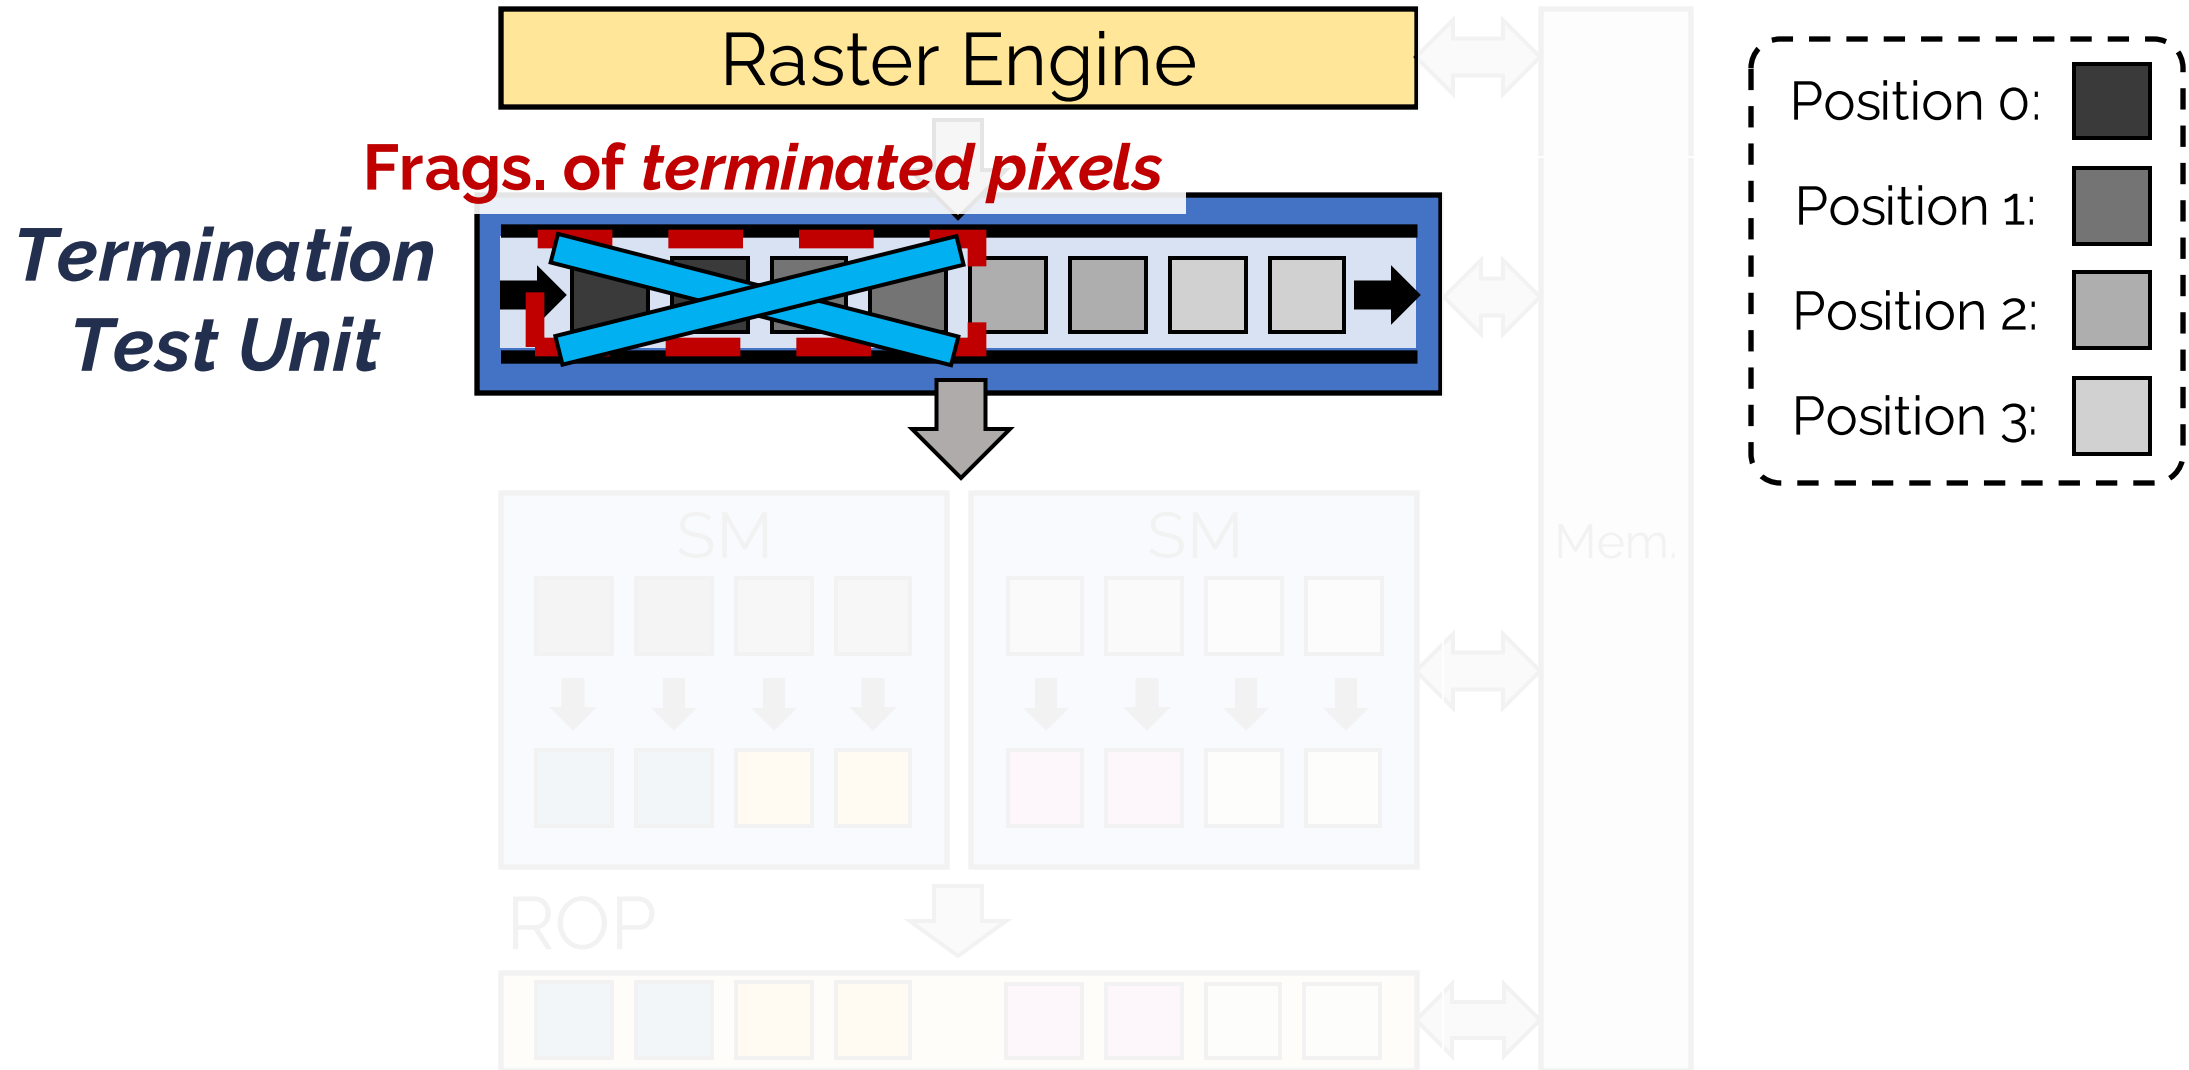 Raster Engine
Frags. of terminated pixels
Termination
Test Unit
Position 0:
Position 1:
Position 2:
Position 3:
SM
SM
Mem.
ROP